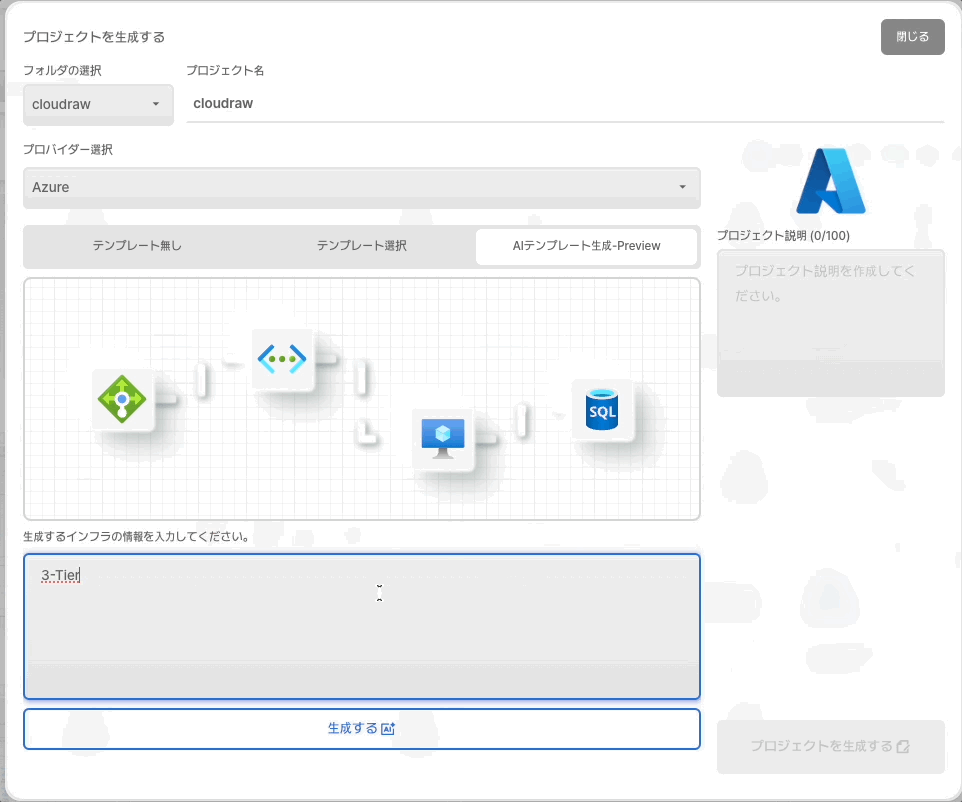 プロジェクトを生成する
閉じる
フォルダの選択
プロジェクト名
cloudraw
cloudraw
プロバイダー選択
Azure
テンプレート無し
テンプレート選択
AIテンプレート生成-Preview
SQL
プロジェクト説明 (0/100)
プロジェクト説明を作成してく
ださい。
生成するインフラの情報を入力してください。
3-Tier
生成する AI
プロジェクトを生成する